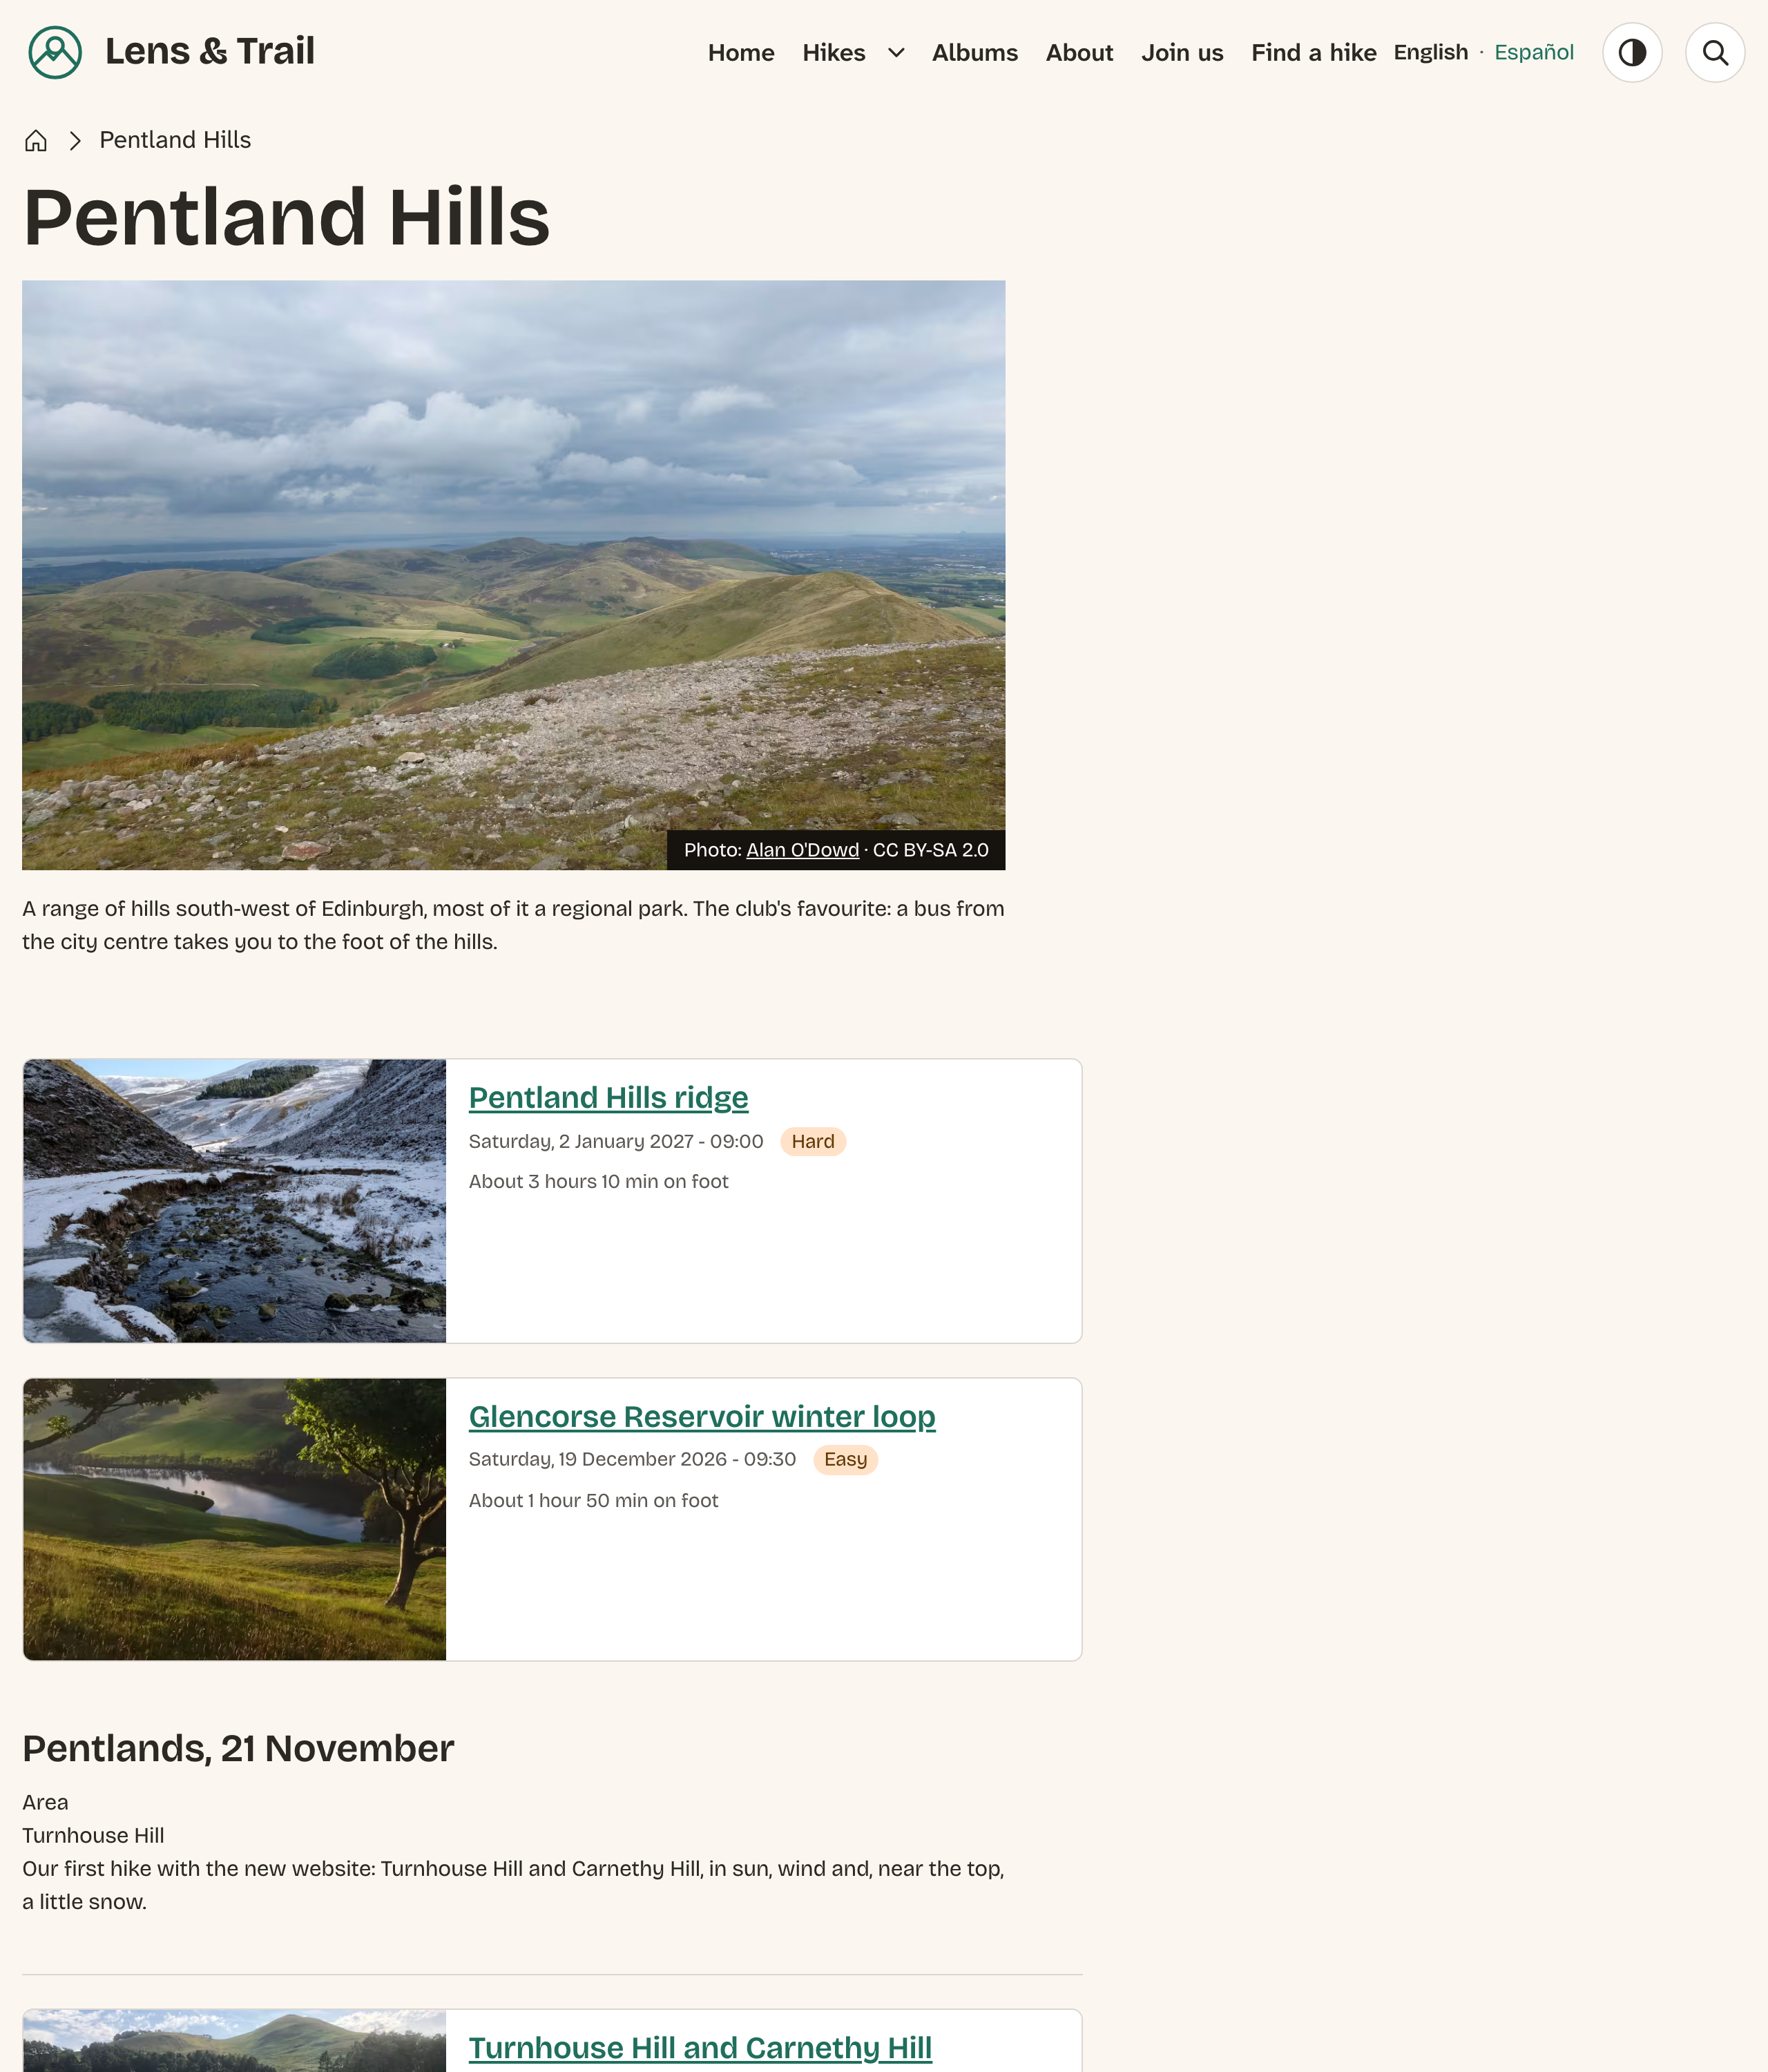 Lens & Trail
Home Hikes Albums About Join us Find a hike English · Español
Pentland Hills
Pentland Hills
Photo: Alan O'Dowd · CC BY-SA 2.0
A range of hills south-west of Edinburgh, most of it a regional park. The club's favourite: a bus from
the city centre takes you to the foot of the hills.
Pentland Hills ridge
Saturday, 2 January 2027 - 09:00 Hard
About 3 hours 10 min on foot
Glencorse Reservoir winter loop
Saturday, 19 December 2026 - 09:30 Easy
About 1 hour 50 min on foot
Pentlands, 21 November
Area
Turnhouse Hill
Our first hike with the new website: Turnhouse Hill and Carnethy Hill, in sun, wind and, near the top,
a little snow.
Turnhouse Hill and Carnethy Hill